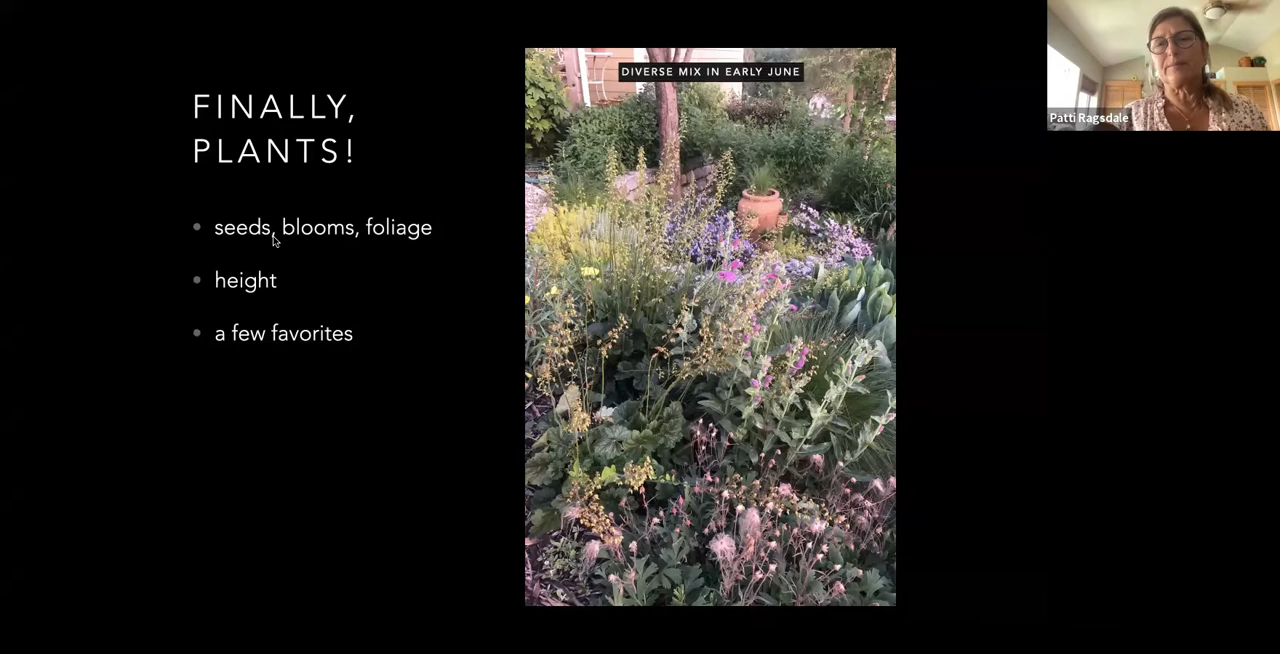 FINALLY,
PLANTS!
seeds, blooms, foliage
height
a few favorites
DIVERSE MIX IN EARLY JUNE
Patti Ragsdale